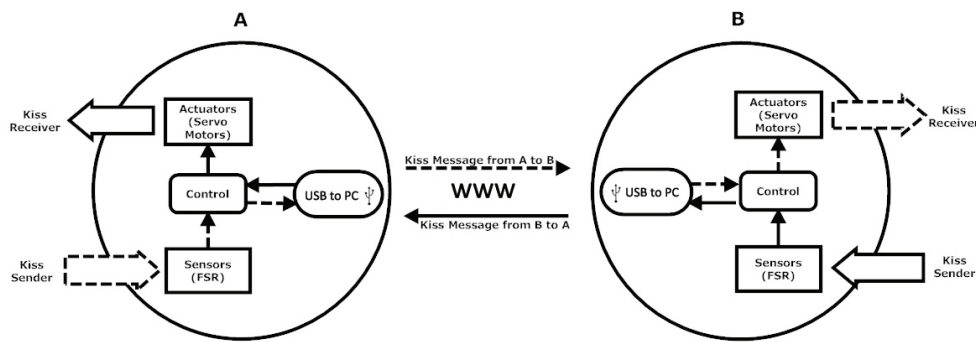 A
Kiss
Receiver
Actuators
(Servo
Motors)
Control
USB to PC
Sensors
(FSR)
Kiss
Sender
Kiss Message from A to B
WWW
Kiss Message from B to A
B
Actuators
(Servo
Motors)
Kiss
Receiver
USB to PC
Control
Sensors
(FSR)
Kiss
Sender